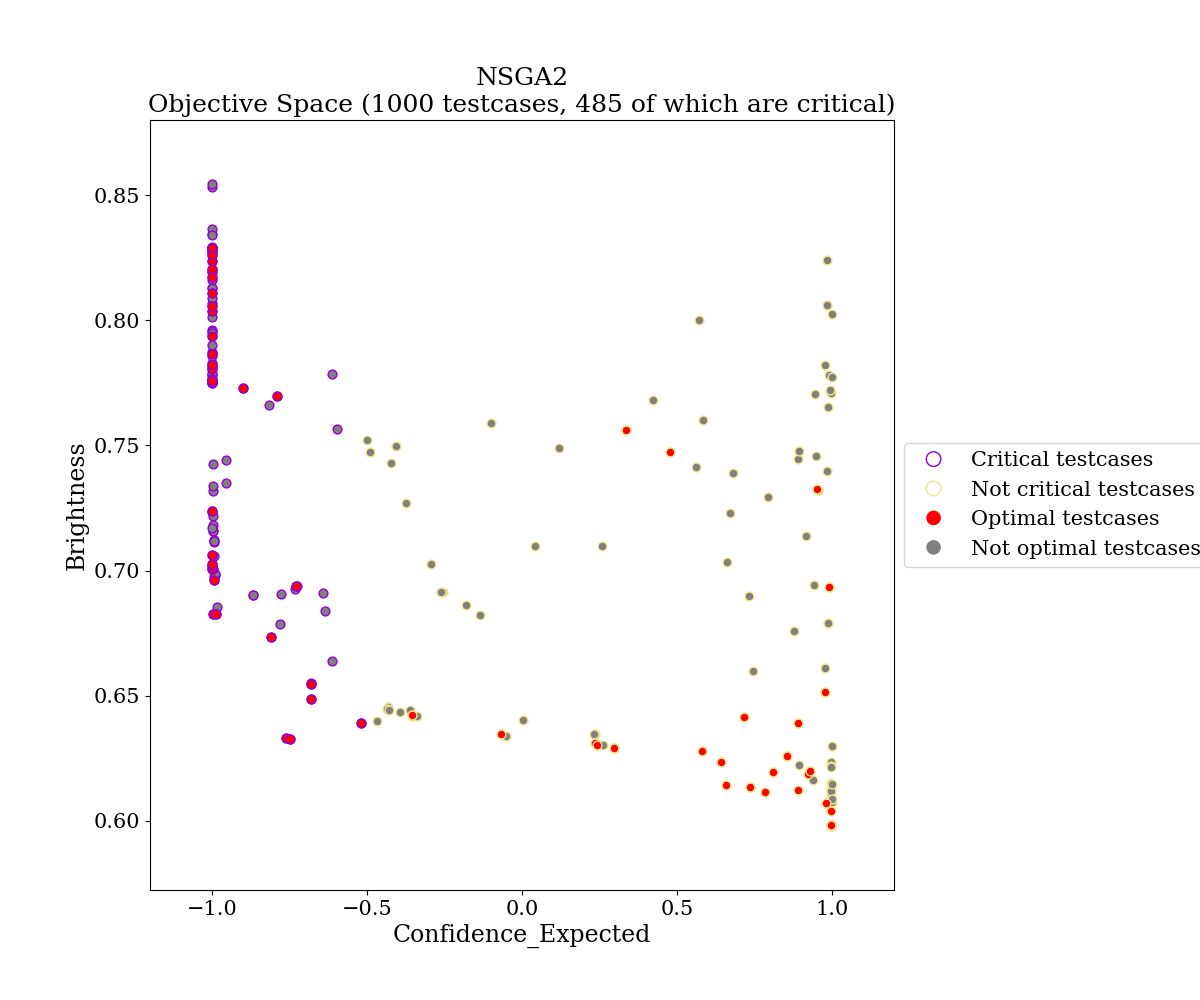 NSGA2
Objective Space (1000 testcases, 485 of which are critical)
0.85
0.80
0.75
0.70
0.65
0.60
Brightness
−1.0
−0.5
0.0
0.5
1.0
Confidence_Expected
Critical testcases
Not critical testcases
Optimal testcases
Not optimal testcases